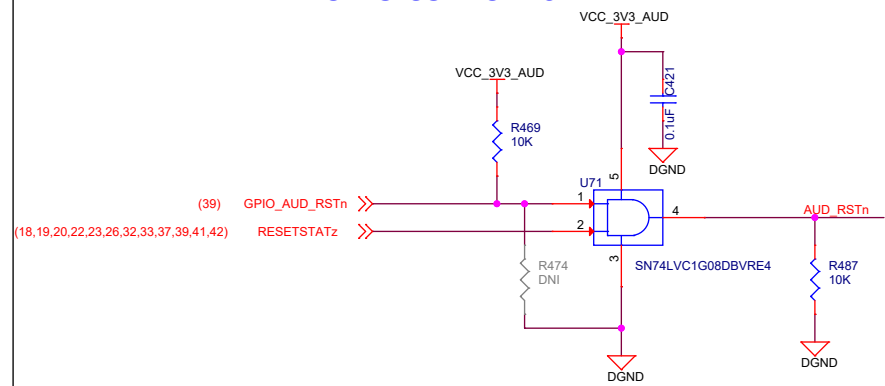 VCC_3V3_AUD
VCC_3V3_AUD
C421
0.1uF
R469
10K
DGND
U71
5
(39) GPIO_AUD_RSTn
1
4
AUD_RSTn
(18,19,20,22,23,26,32,33,37,39,41,42) RESETSTATz
2
3
SN74LVC1G08DBVRE4
R474
DNI
R487
10K
DGND
DGND